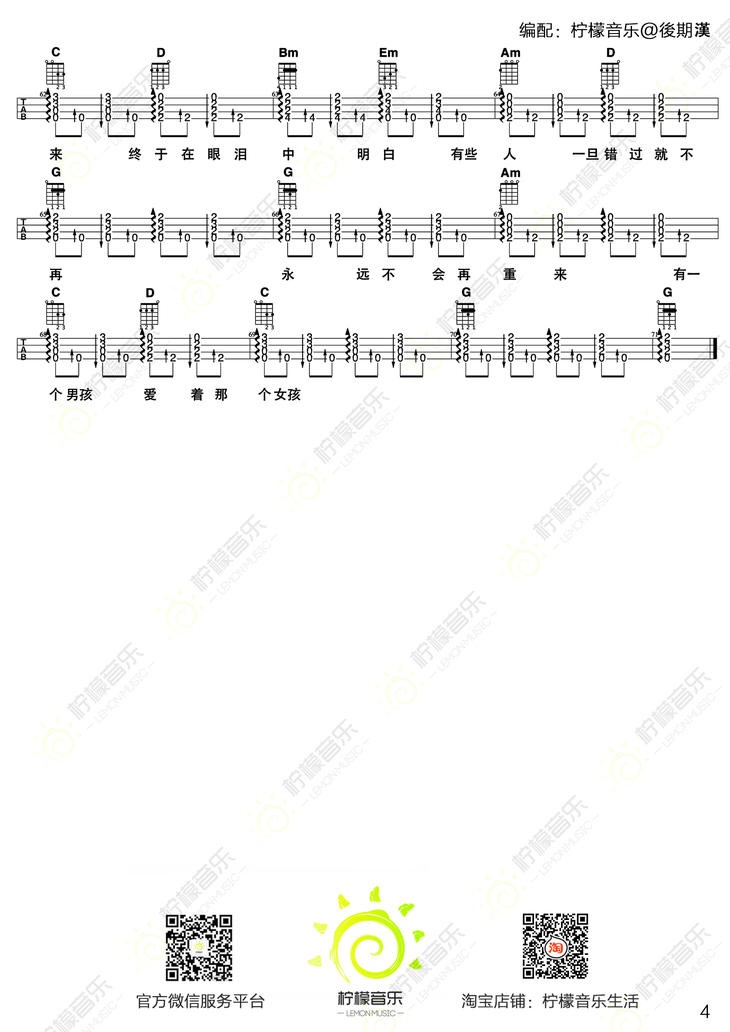 编配：柠檬音乐@後期漢
C D Bm Em Am D
来 终于在眼泪中 明白 有些人 一旦错过就不
G G Am
再 永 远不 会再重来 有一
C D C G G
个男孩 爱 着那 个女孩
官方微信服务平台
柠檬音乐
LEMON MUSIC
淘宝店铺：柠檬音乐生活
4